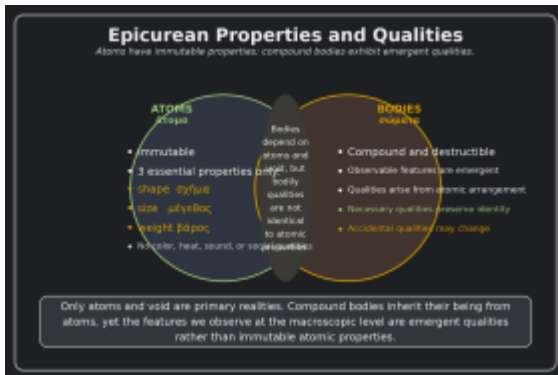 Epicurean Properties and Qualities
Atoms have immutable properties; compound bodies exhibit emergent qualities.
ATOMS
ἄτομα
• Immutable
• 3 essential properties only:
• shape σχῆμα
• size μέγεθος
• weight βάρος
• No color, heat, sound, or
Bodies
depend on
atoms and
void, but
bodily
qualities
are not
identical
to atomic
properties.
BODIES
σώματα
• Compound and destructible
• Observable features are emergent
• Qualities arise from atomic arrangement
• Necessary qualities preserve identity
• Accidental qualities may change
Only atoms and void are primary realities. Compound bodies inherit their being from
atoms, yet the features we observe at the macroscopic level are emergent qualities
rather than immutable atomic properties.